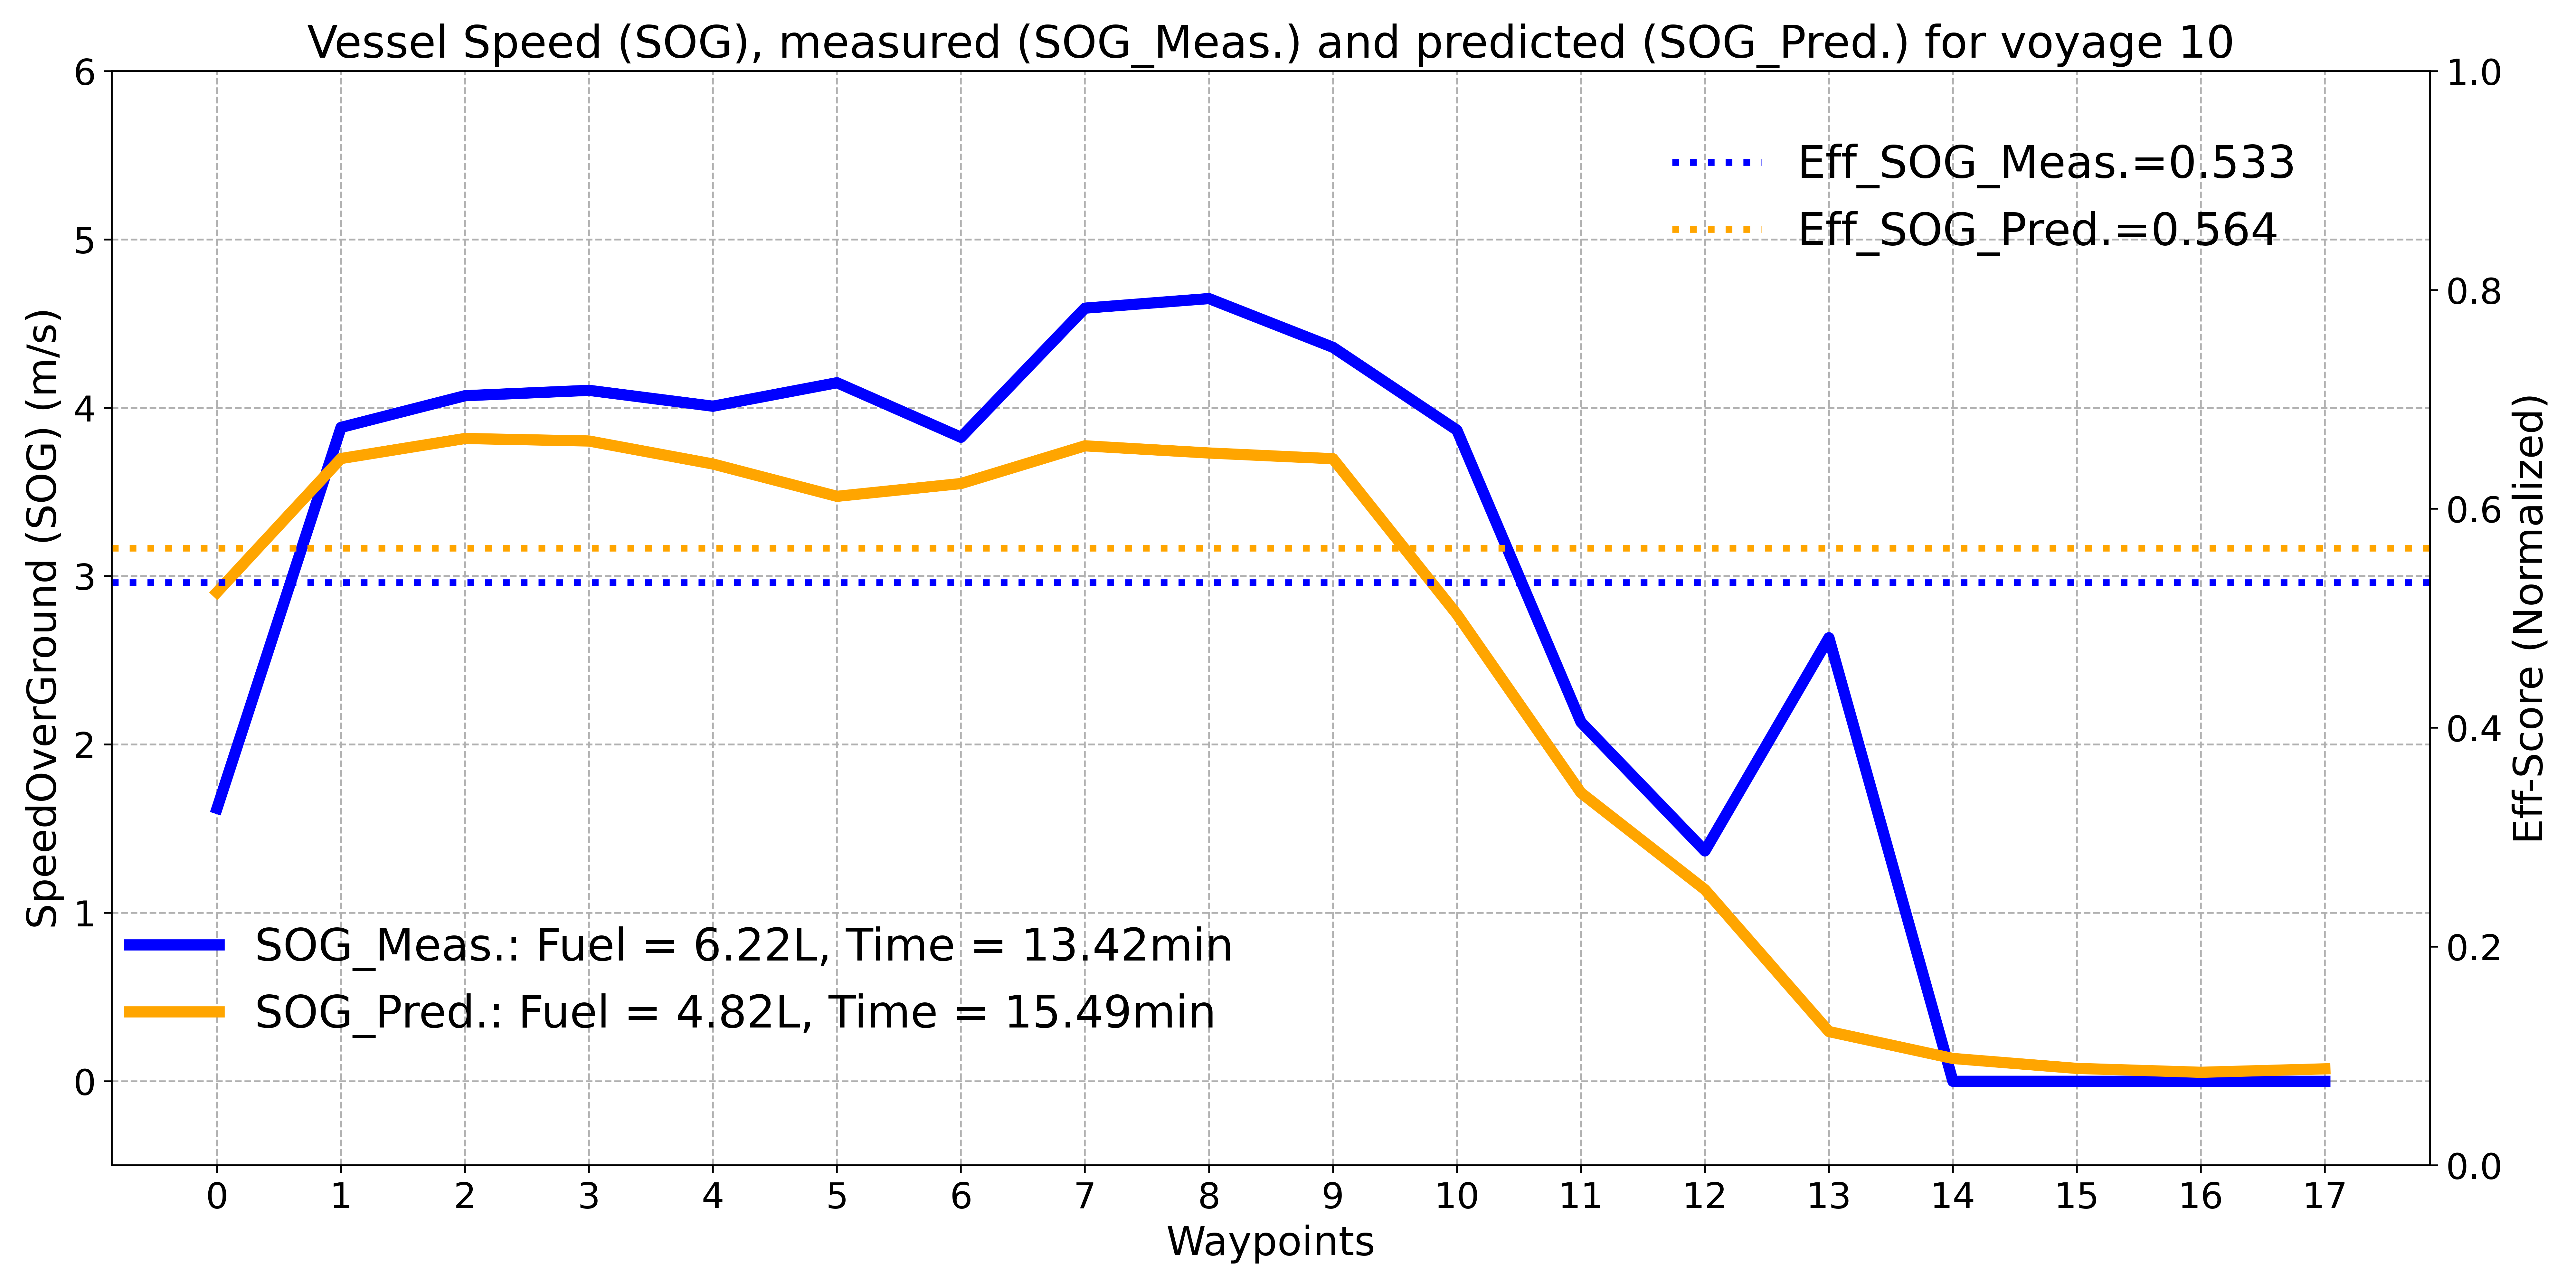 Vessel Speed (SOG), measured (SOG_Meas.) and predicted (SOG_Pred.) for voyage 10
6
5
4
3
2
1
0
SpeedOverGround (SOG) (m/s)
1.0
0.8
0.6
0.4
0.2
0.0
Eff-Score (Normalized)
Eff_SOG_Meas.=0.533
Eff_SOG_Pred.=0.564
SOG_Meas.: Fuel = 6.22L, Time = 13.42min
SOG_Pred.: Fuel = 4.82L, Time = 15.49min
0 1 2 3 4 5 6 7 8 9 10 11 12 13 14 15 16 17
Waypoints